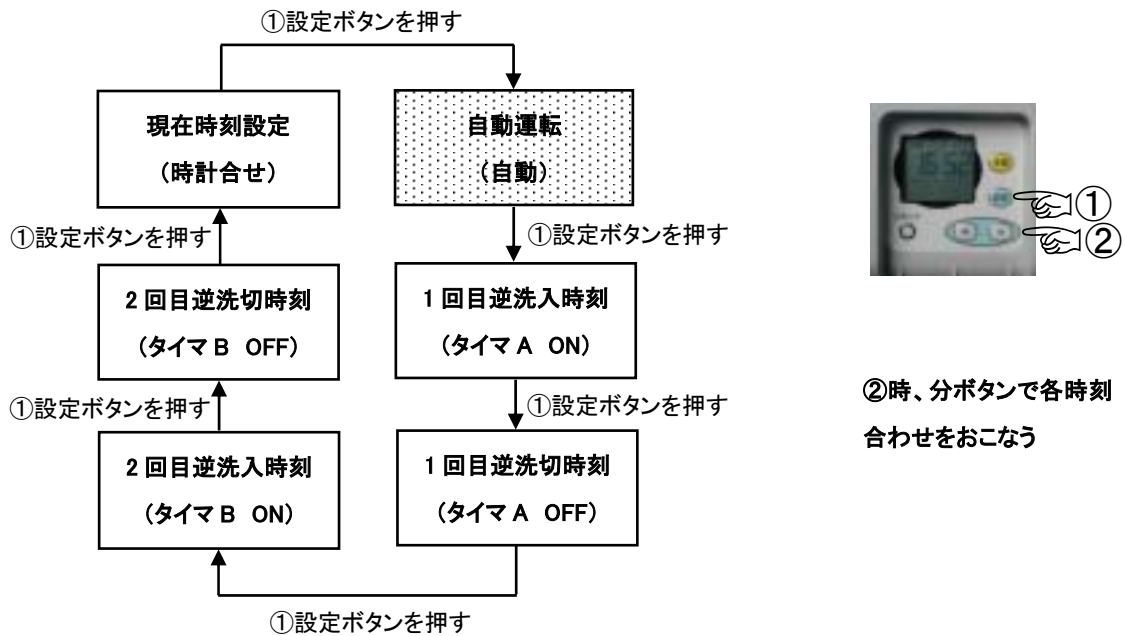 ①設定ボタンを押す
現在時刻設定
（時計合せ）
自動運転
（自動）
①設定ボタンを押す
①設定ボタンを押す
2 回目逆洗切時刻
（タイマ B OFF）
1 回目逆洗入時刻
（タイマ A ON）
①設定ボタンを押す
①設定ボタンを押す
2 回目逆洗入時刻
（タイマ B ON）
1 回目逆洗切時刻
（タイマ A OFF）
①設定ボタンを押す
①
②
②時、分ボタンで各時刻
合わせをおこなう